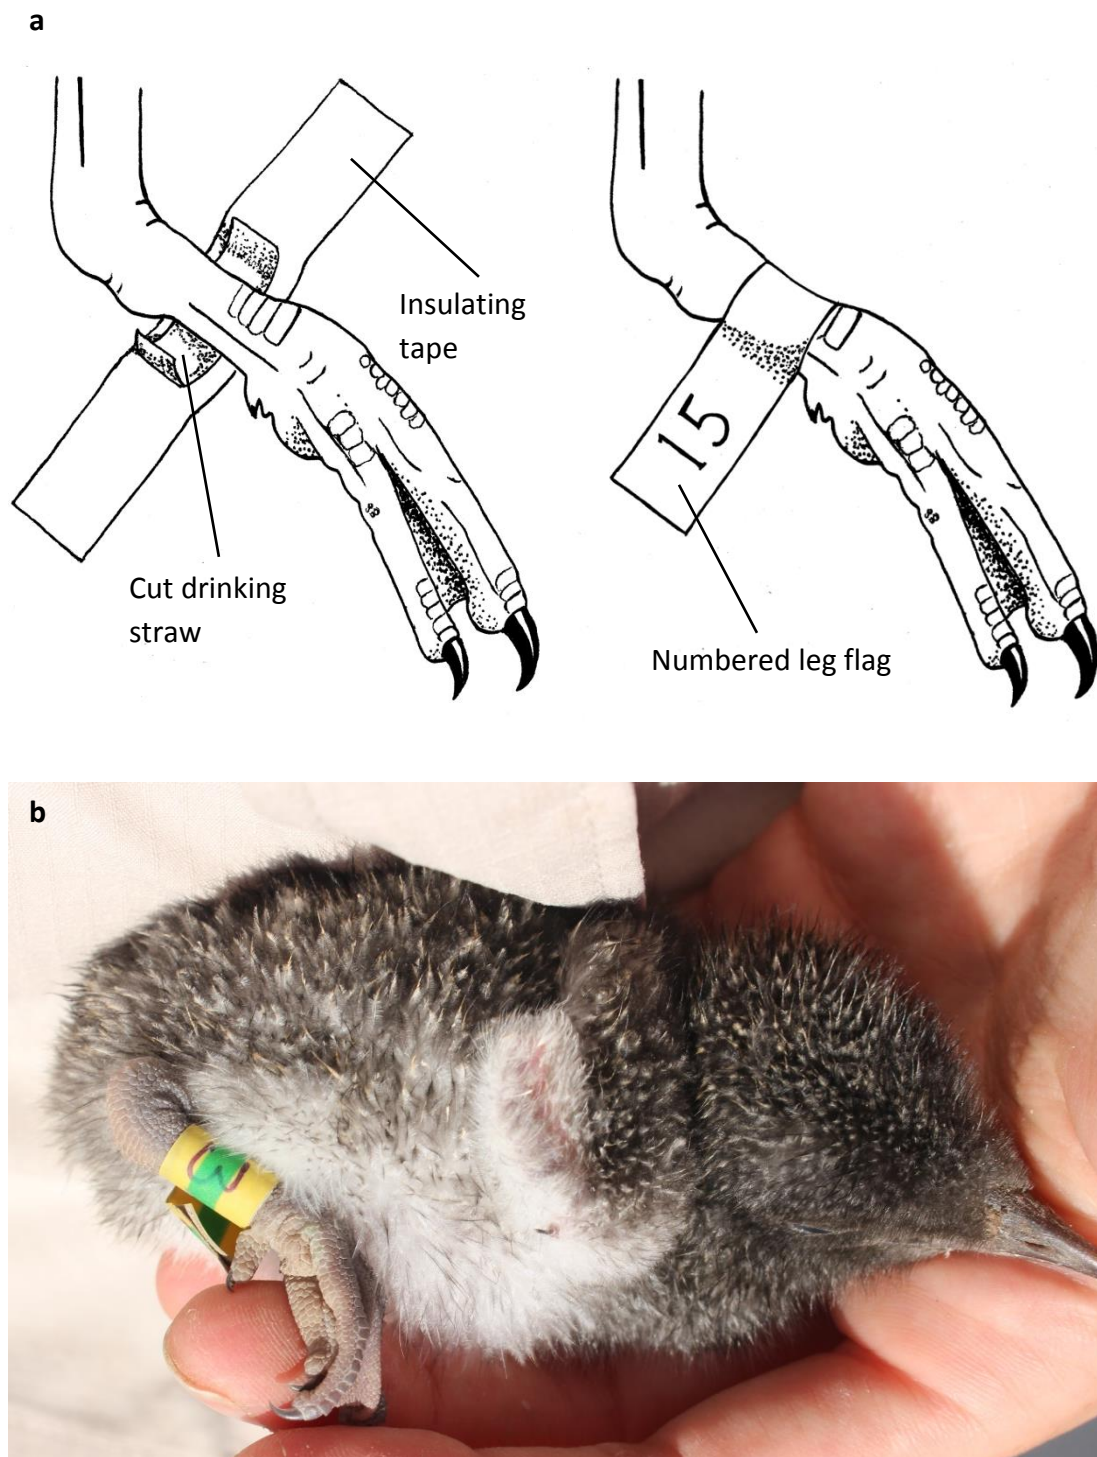 a
Insulating
tape
Cut drinking
straw
15
Numbered leg flag
b